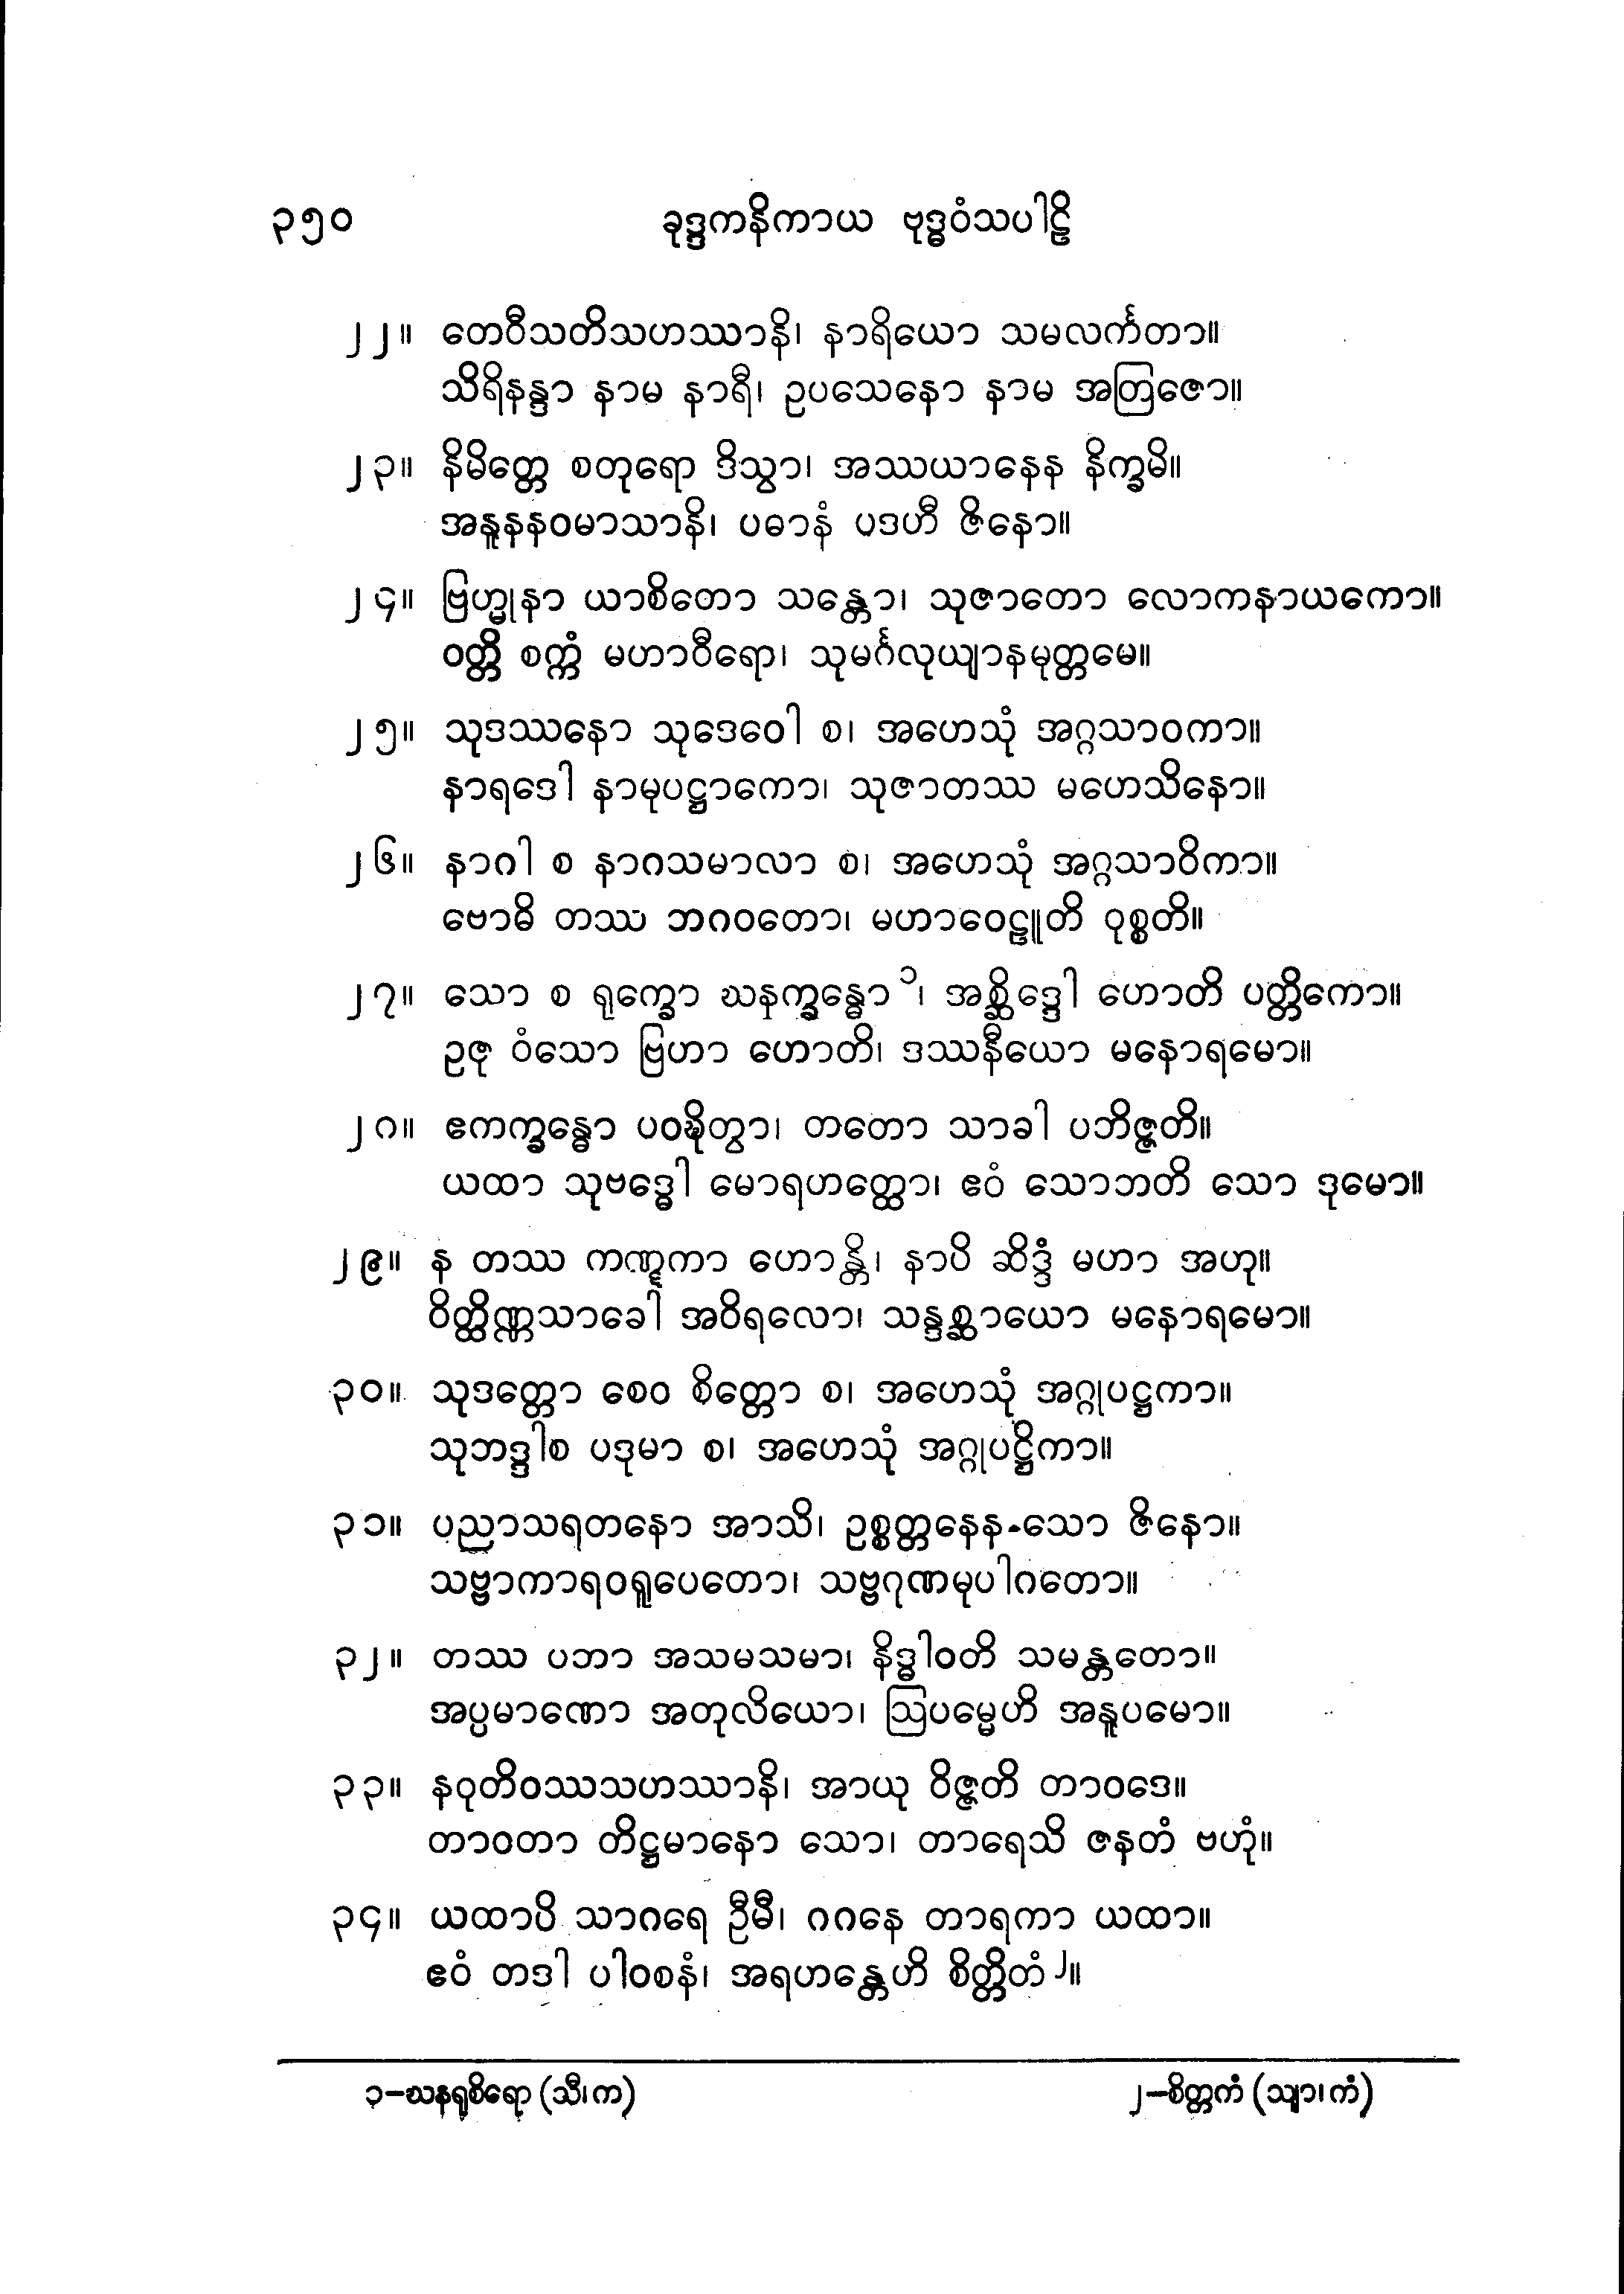 ၃၅၀ ခုဒ္ဒကနိကာယ ဗုဒ္ဓဝံသပါဠိ
၂၂။ တေဝီသတိသဟဿာနိ၊ နာရိယော သမလင်္ကတာ။
သိရိနန္ဒာ နာမ နာရီ၊ ဥပသေနော နာမ အတြဇော။
၂၃။ နိမိတ္တေ စတုရော ဒိသွာ၊ အဿယာနေန နိက္ခမိ။
အနူနနဝမာသာနိ၊ ပဓာနံ ပဒဟီ ဇိနော။
၂၄။ ဗြဟ္မုနာ ယာစိတော သန္တော၊ သုဇာတော လောကနာယကော။
ဝတ္တိ စက္ကံ မဟာဝီရော၊ သုမင်္ဂလုယျာနမုတ္တမေ။
၂၅။ သုဒဿနော သုဒေဝေါ စ၊ အဟေသုံ အဂ္ဂသာဝကာ။
နာရဒေါ နာမုပဋ္ဌာကော၊ သုဇာတဿ မဟေသိနော။
၂၆။ နာဂါ စ နာဂသမာလာ စ၊ အဟေသုံ အဂ္ဂသာဝိကာ။
ဗောဓိ တဿ ဘဂဝတော၊ မဟာဝေဠူတိ ဝုစ္စတိ။
၂၇။ သော စ ရုက္ခော ဃနက္ခန္ဓော ၁၊ အစ္ဆိဒ္ဒေါ ဟောတိ ပတ္တိကော။
ဥဇု ဝံသော ဗြဟာ ဟောတိ၊ ဒဿနီယော မနောရမော။
၂၈။ ဧကက္ခန္ဓော ပဝဍ္ဎိတွာ၊ တတော သာခါ ပဘိဇ္ဇတိ။
ယထာ သုဗဒ္ဓေါ မောရဟတ္ထော၊ ဧဝံ သောဘတိ သော ဒုမော။
၂၉။ န တဿ ကဏ္ဋကာ ဟောန္တိ၊ နာပိ ဆိဒ္ဒံ မဟာ အဟု။
ဝိတ္ထိဏ္ဏသာခေါ အဝိရလော၊ သန္ဒစ္ဆာယော မနောရမော။
၃၀။ သုဒတ္တော စေဝ စိတ္တော စ၊ အဟေသုံ အဂ္ဂုပဋ္ဌကာ။
သုဘဒ္ဒါစ ပဒုမာ စ၊ အဟေသုံ အဂ္ဂုပဋ္ဌိကာ။
၃၁။ ပညာသရတနော အာသိ၊ ဥစ္စတ္တနေန-သော ဇိနော။
သဗ္ဗာကာရဝရူပေတော၊ သဗ္ဗဂုဏမုပါဂတော။
၃၂။ တဿ ပဘာ အသမသမာ၊ နိဒ္ဓါဝတိ သမန္တတော။
အပ္ပမာဏော အတုလိယော၊ ဩပမ္မေဟိ အနူပမော။
၃၃။ နဝုတိဝဿသဟဿာနိ၊ အာယု ဝိဇ္ဇတိ တာဝဒေ။
တာဝတာ တိဋ္ဌမာနော သော၊ တာရေသိ ဇနတံ ဗဟုံ။
၃၄။ ယထာပိ သာဂရေ ဦမီ၊ ဂဂနေ တာရကာ ယထာ။
ဧဝံ တဒါ ပါဝစနံ၊ အရဟန္တေဟိ စိတ္တိတံ ၂။
၁−ဃနရုစိရော (သီ၊ က) ၂−စိတ္တကံ (သျာ၊ ကံ)